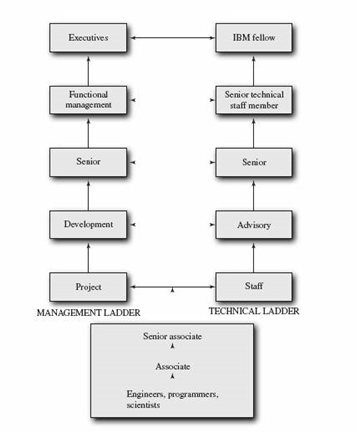 Executives
IBM fellow
Functional
management
Senior technical
staff member
Senior
Senior
Development
Advisory
Project
Staff
MANAGEMENT LADDER
TECHNICAL LADDER
Senior associate
Associate
Engineers, programmers,
scientists